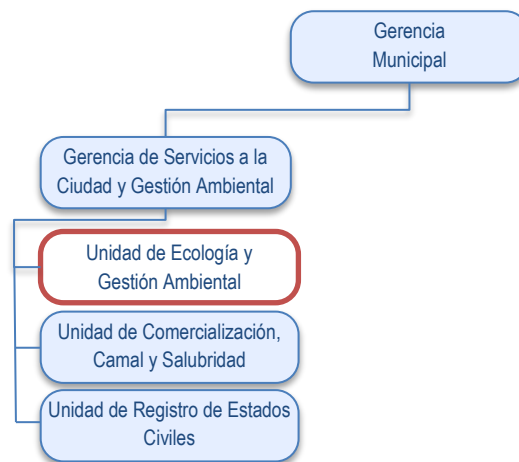 Gerencia
Municipal
Gerencia de Servicios a la
Ciudad y Gestión Ambiental
Unidad de Ecología y
Gestión Ambiental
Unidad de Comercialización,
Camal y Salubridad
Unidad de Registro de Estados
Civiles